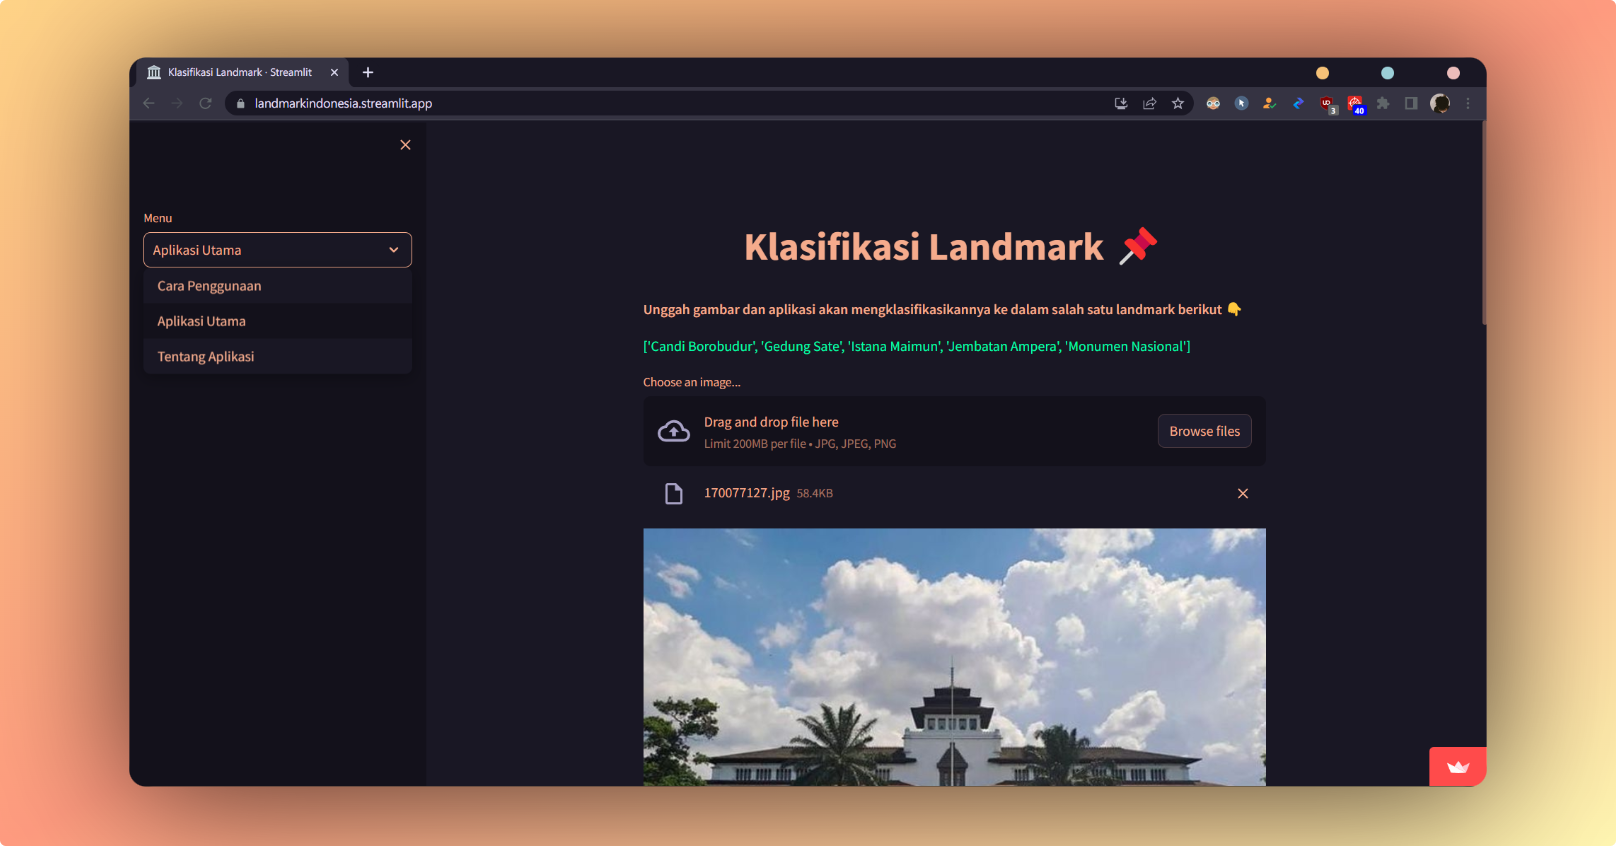 Klasifikasi Landmark · Streamlit
landmarkindonesia.streamlit.app
3
40
Menu
Aplikasi Utama
Cara Penggunaan
Aplikasi Utama
Tentang Aplikasi
Klasifikasi Landmark 📌
Unggah gambar dan aplikasi akan mengklasifikasikannya ke dalam salah satu landmark berikut 👇
['Candi Borobudur', 'Gedung Sate', 'Istana Maimun', 'Jembatan Ampera', 'Monumen Nasional']
Choose an image...
Drag and drop file here
Limit 200MB per file • JPG, JPEG, PNG
Browse files
170077127.jpg 58.4KB